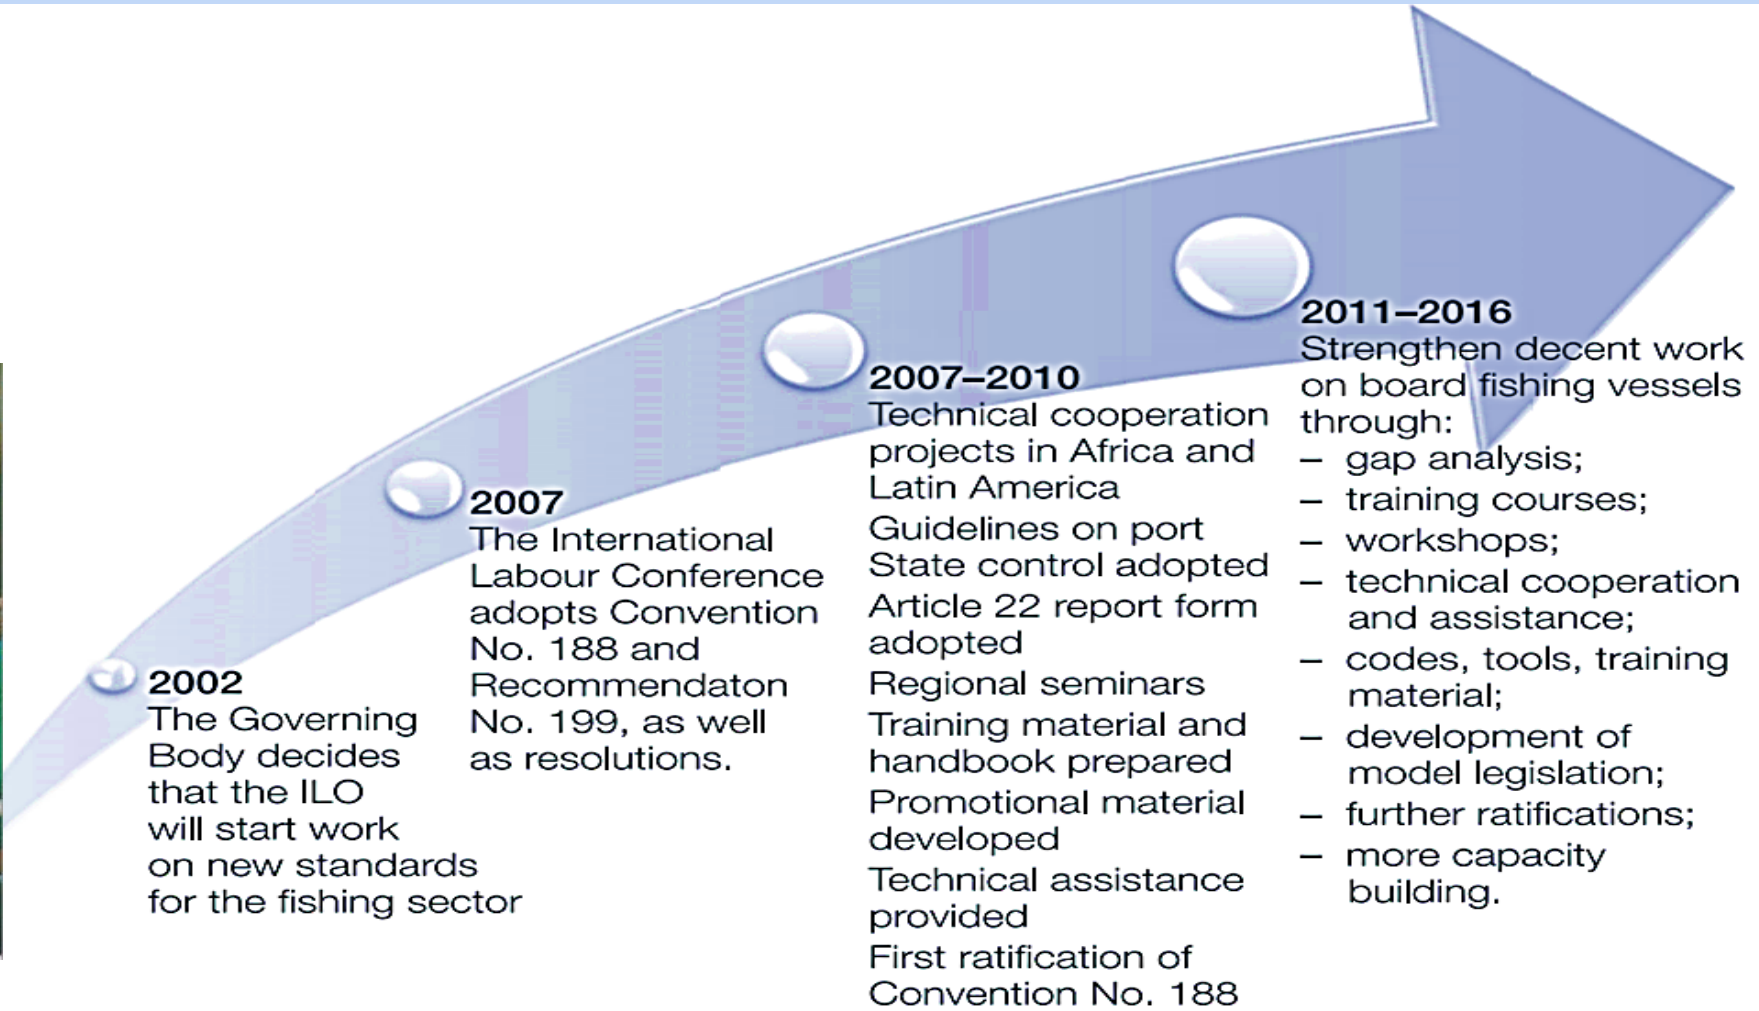 2002
The Governing
Body decides
that the ILO
will start work
on new standards
for the fishing sector
2007
The International
Labour Conference
adopts Convention
No. 188 and
Recommendaton
No. 199, as well
as resolutions.
2007–2010
Technical cooperation
projects in Africa and
Latin America
Guidelines on port
State control adopted
Article 22 report form
adopted
Regional seminars
Training material and
handbook prepared
Promotional material
developed
Technical assistance
provided
First ratification of
Convention No. 188
2011–2016
Strengthen decent work
on board fishing vessels
through:
– gap analysis;
– training courses;
– workshops;
– technical cooperation
and assistance;
– codes, tools, training
material;
– development of
model legislation;
– further ratifications;
– more capacity
building.